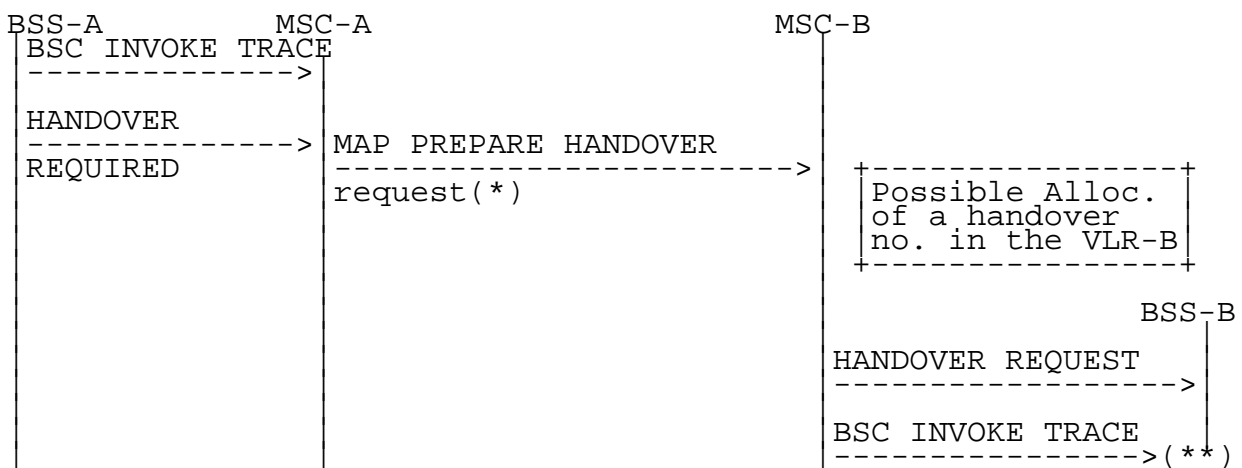 BSS-A MSC-A MSC-B
BSC INVOKE TRACE
HANDOVER
MAP PREPARE HANDOVER
REQUIRED
request(*)
Possible Alloc.
of a handover
no. in the VLR-B
BSS-B
HANDOVER REQUEST
BSC INVOKE TRACE
(**)